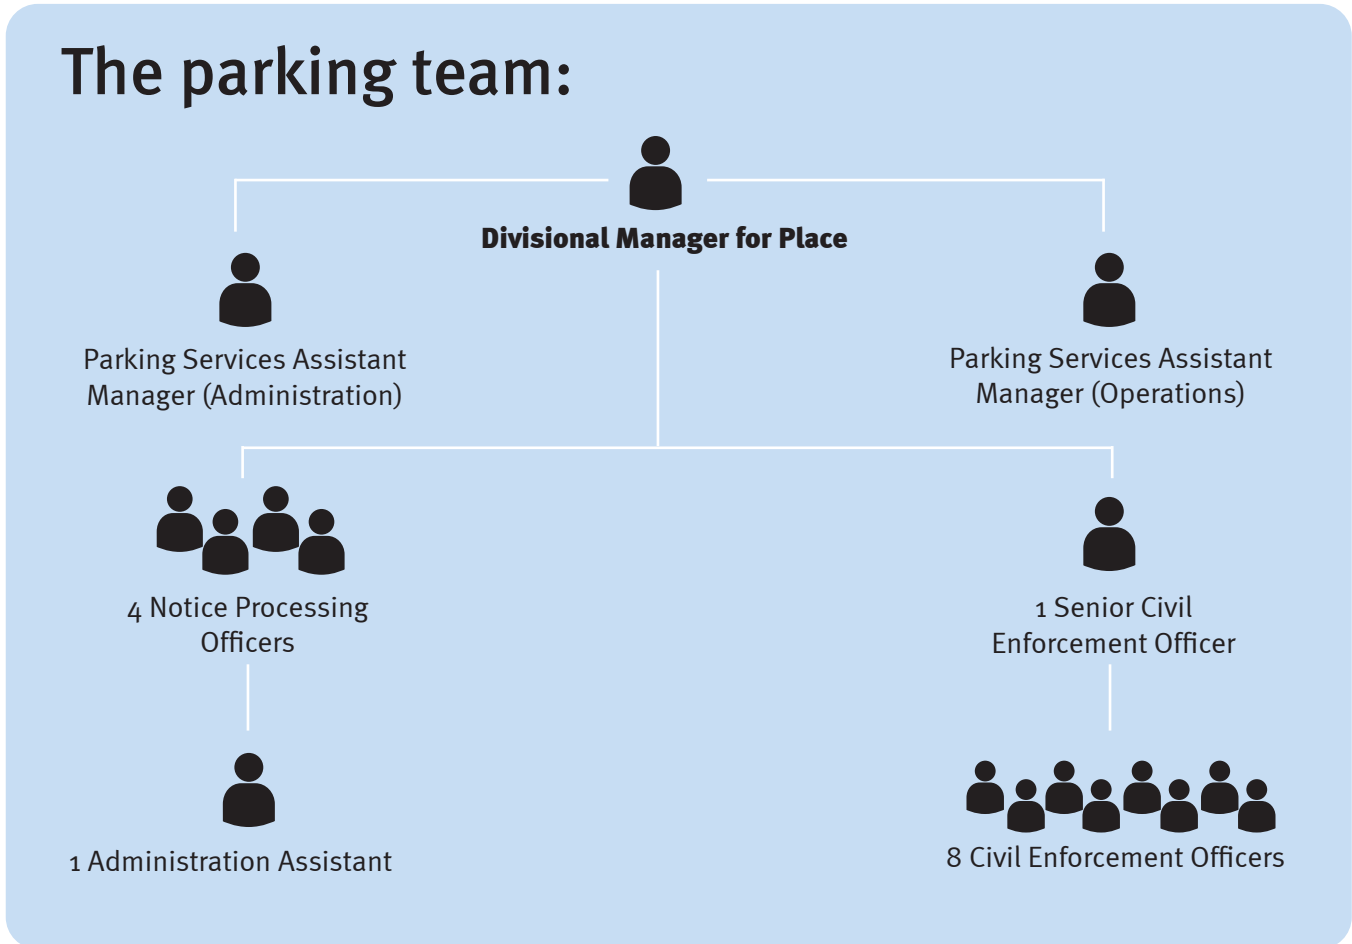 The parking team:
Divisional Manager for Place
Parking Services Assistant
Manager (Administration)
Parking Services Assistant
Manager (Operations)
4 Notice Processing
Officers
1 Senior Civil
Enforcement Officer
1 Administration Assistant
8 Civil Enforcement Officers